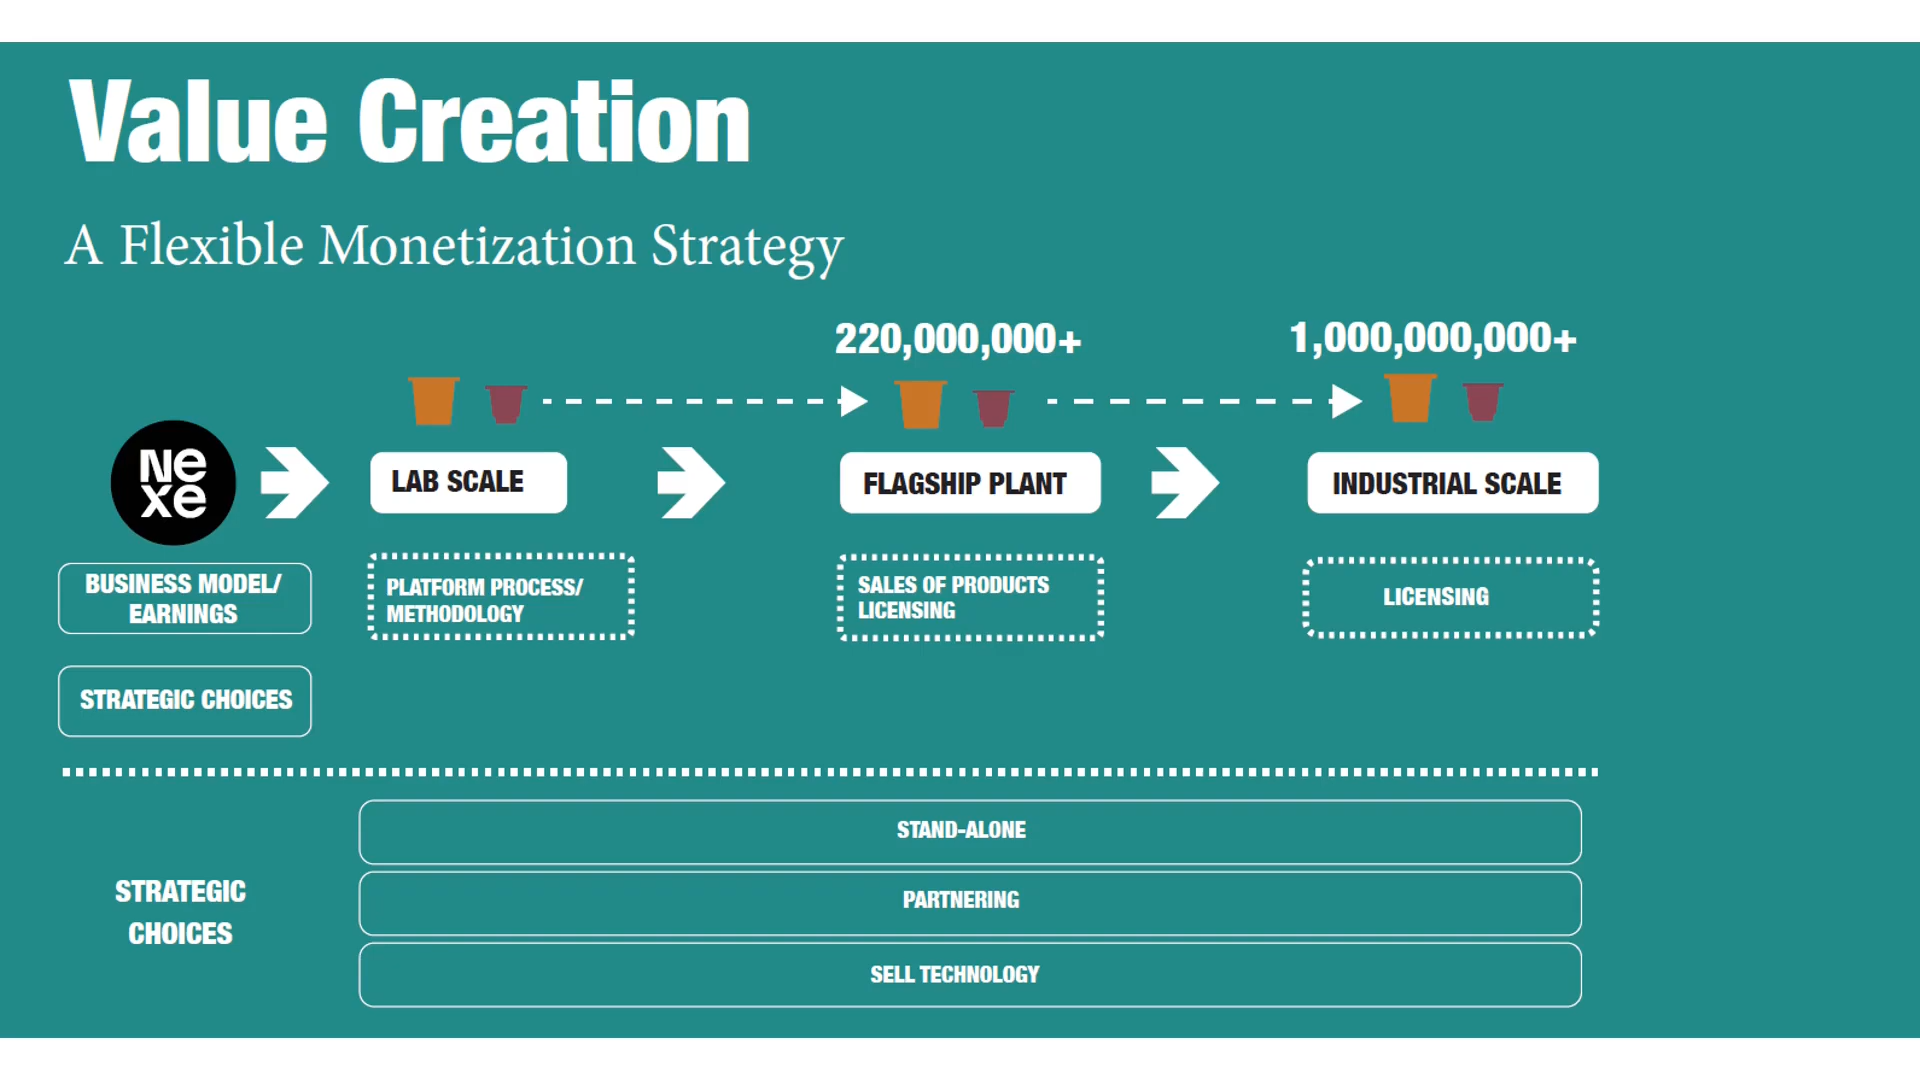 Value Creation
A Flexible Monetization Strategy
220,000,000+
1,000,000,000+
Ne
xe
LAB SCALE
FLAGSHIP PLANT
INDUSTRIAL SCALE
BUSINESS MODEL/
EARNINGS
PLATFORM PROCESS/
METHODOLOGY
SALES OF PRODUCTS
LICENSING
LICENSING
STRATEGIC CHOICES
STRATEGIC
CHOICES
STAND-ALONE
PARTNERING
SELL TECHNOLOGY